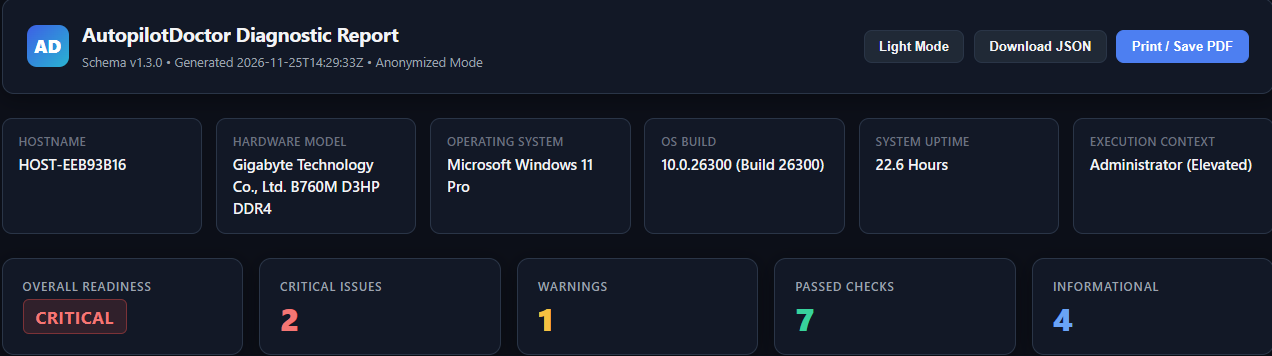 AD
AutopilotDoctor Diagnostic Report
Schema v1.3.0 • Generated 2026-11-25T14:29:33Z • Anonymized Mode
Light Mode
Download JSON
Print / Save PDF
HOSTNAME
HOST-EEB93B16
HARDWARE MODEL
Gigabyte Technology
Co., Ltd. B760M D3HP
DDR4
OPERATING SYSTEM
Microsoft Windows 11
Pro
OS BUILD
10.0.26300 (Build 26300)
SYSTEM UPTIME
22.6 Hours
EXECUTION CONTEXT
Administrator (Elevated)
OVERALL READINESS
CRITICAL
CRITICAL ISSUES
2
WARNINGS
1
PASSED CHECKS
7
INFORMATIONAL
4